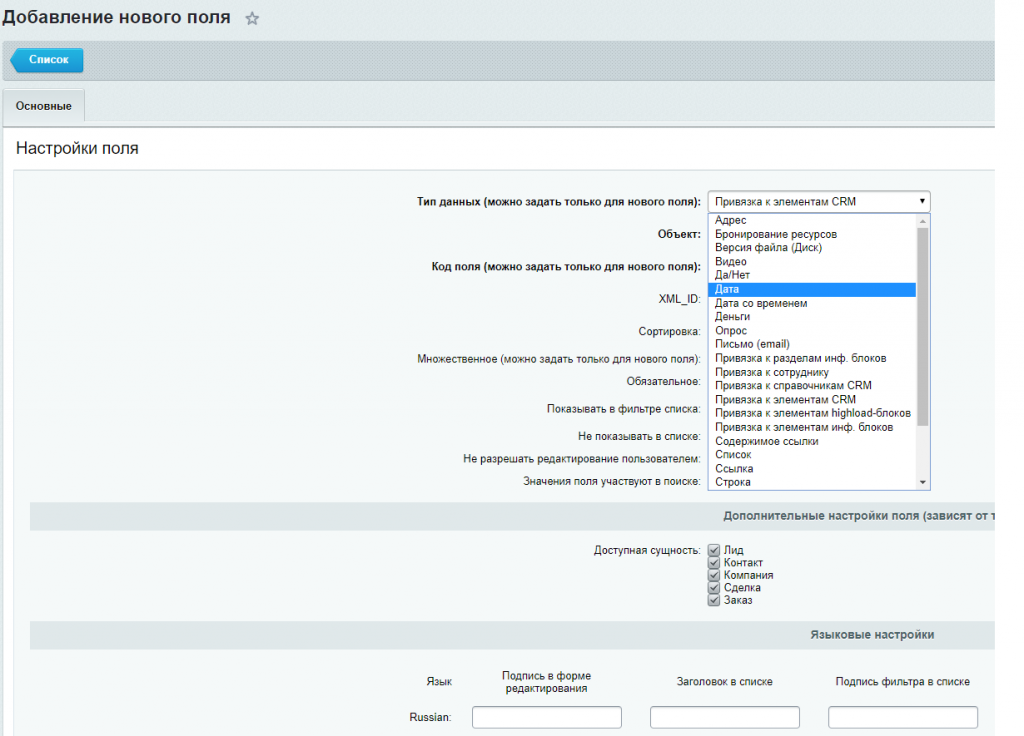 Добавление нового поля
Список
Основные
Настройки поля
Тип данных (можно задать только для нового поля):
Привязка к элементам CRM
Объект:
Код поля (можно задать только для нового поля):
XML_ID:
Сортировка:
Множественное (можно задать только для нового поля):
Обязательное:
Показывать в фильтре списка:
Не показывать в списке:
Не разрешать редактирование пользователем:
Значения поля участвуют в поиске:
Адрес
Бронирование ресурсов
Версия файла (Диск)
Видео
Да/Нет
Дата
Дата со временем
Деньги
Опрос
Письмо (email)
Привязка к разделам инф. блоков
Привязка к сотруднику
Привязка к справочникам CRM
Привязка к элементам CRM
Привязка к элементам highload-блоков
Привязка к элементам инф. блоков
Содержимое ссылки
Список
Ссылка
Строка
Дополнительные настройки поля (зависят от т
Доступная сущность:
Лид
Контакт
Компания
Сделка
Заказ
Языковые настройки
Язык
Подпись в форме
редактирования
Заголовок в списке
Подпись фильтра в списке
Russian: